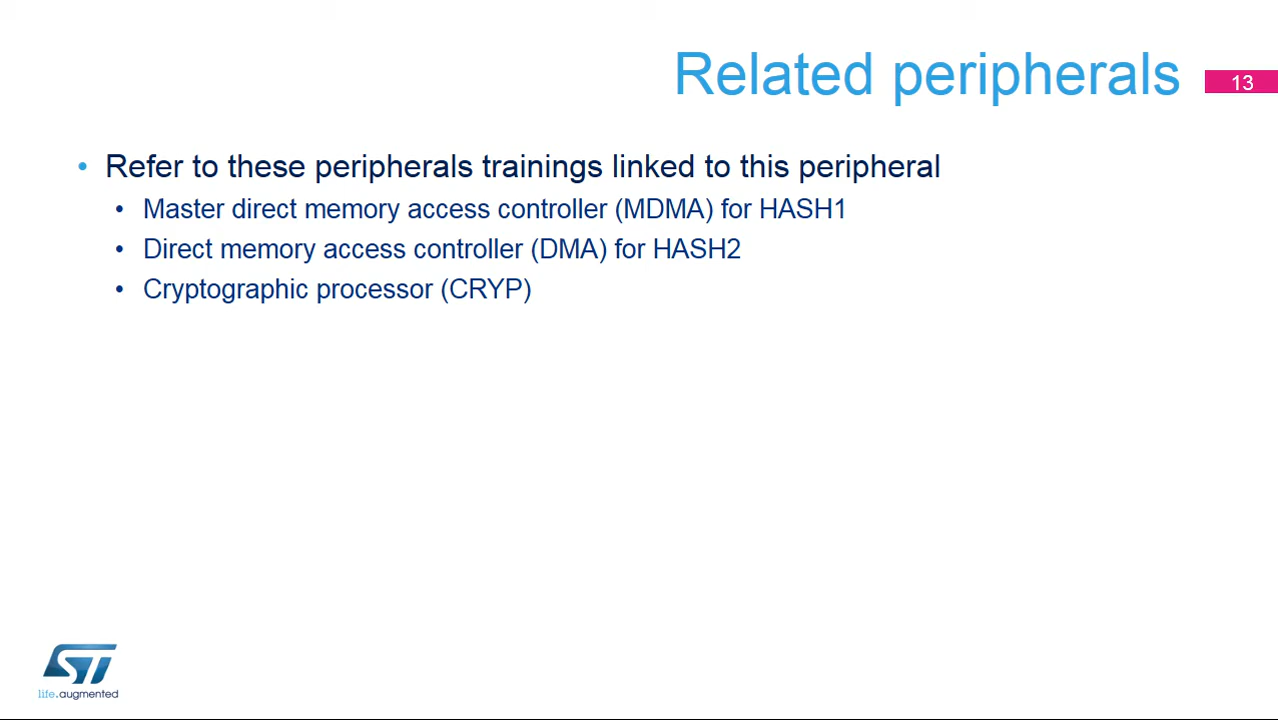 Related peripherals
13
• Refer to these peripherals trainings linked to this peripheral
• Master direct memory access controller (MDMA) for HASH1
• Direct memory access controller (DMA) for HASH2
• Cryptographic processor (CRYP)
ST
life.augmented